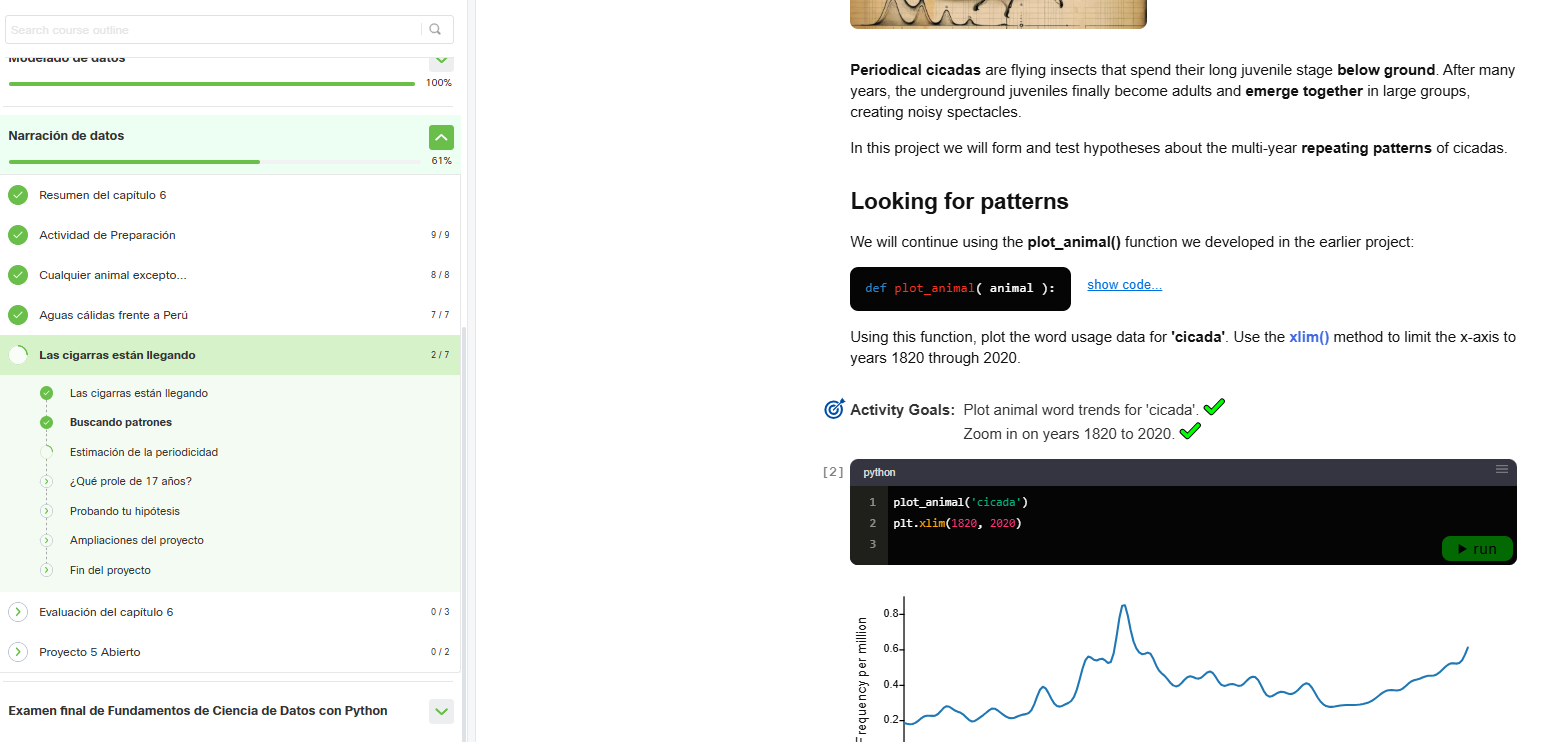 Search course outline
Modelado de datos
100%
Narración de datos
61%
Resumen del capítulo 6
Actividad de Preparación 9 / 9
Cualquier animal excepto... 8 / 8
Aguas cálidas frente a Perú 7 / 7
Las cigarras están llegando 2 / 7
Las cigarras están llegando
Buscando patrones
Estimación de la periodicidad
¿Qué prole de 17 años?
Probando tu hipótesis
Ampliaciones del proyecto
Fin del proyecto
Evaluación del capítulo 6 0 / 3
Proyecto 5 Abierto 0 / 2
Examen final de Fundamentos de Ciencia de Datos con Python
Periodical cicadas are flying insects that spend their long juvenile stage below ground. After many
years, the underground juveniles finally become adults and emerge together in large groups,
creating noisy spectacles.
In this project we will form and test hypotheses about the multi-year repeating patterns of cicadas.
Looking for patterns
We will continue using the plot_animal() function we developed in the earlier project:
def plot_animal( animal ): show code...
Using this function, plot the word usage data for 'cicada'. Use the xlim() method to limit the x-axis to
years 1820 through 2020.
Activity Goals: Plot animal word trends for 'cicada'.
Zoom in on years 1820 to 2020.
[2] python
1 plot_animal('cicada')
2 plt.xlim(1820, 2020)
3
run
0.8
0.6
0.4
0.2
Frequency per million